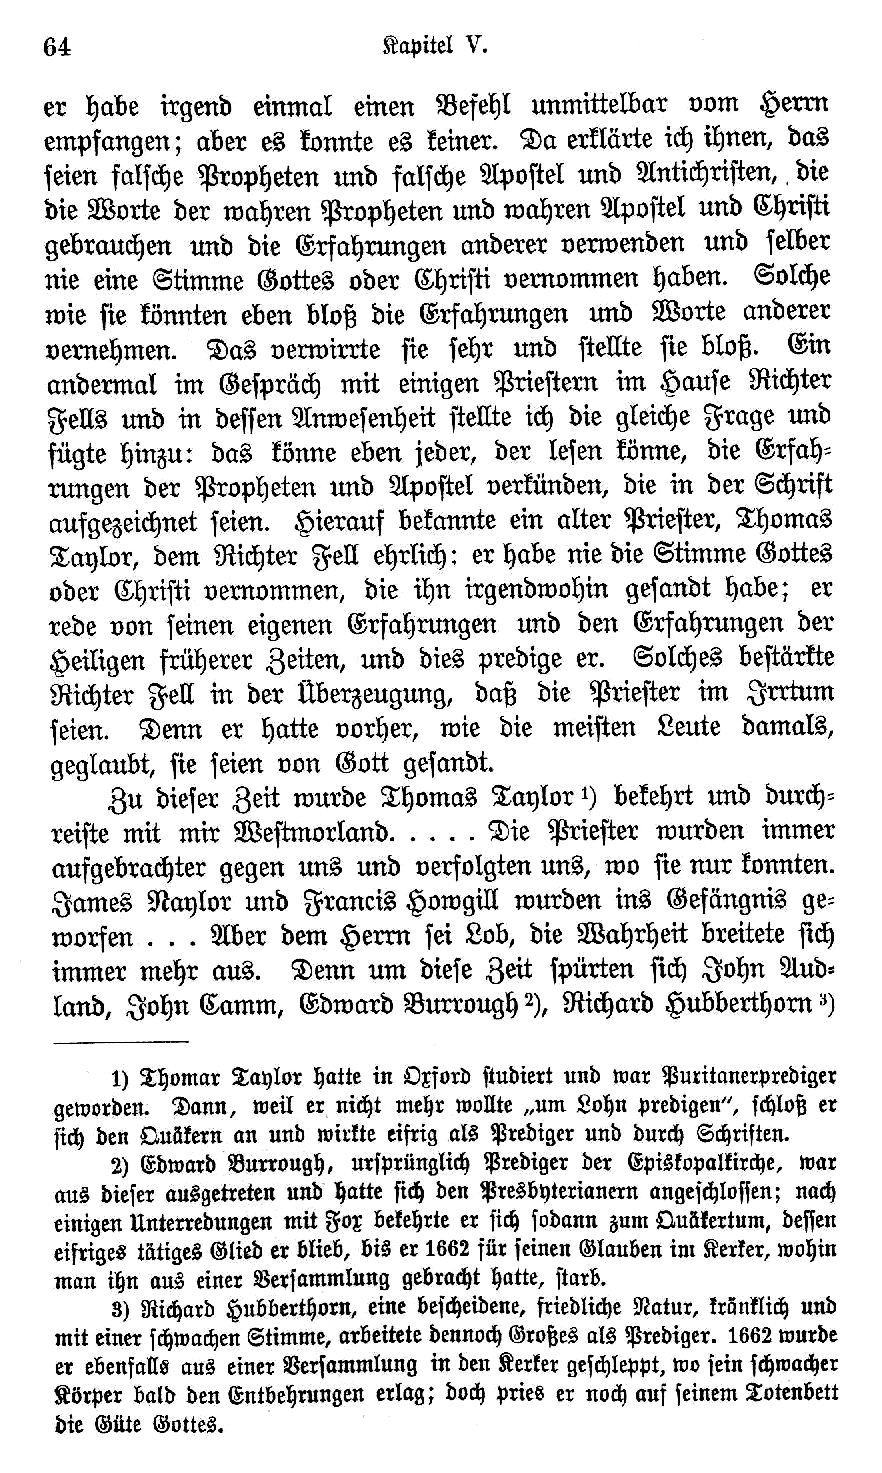 64 Kapitel V.
er habe irgend einmal einen Befehl unmittelbar vom Herrn
empfangen; aber es konnte es keiner. Da erklärte ich ihnen, das
seien falsche Propheten und falsche Apostel und Antichristen, die
die Worte der wahren Propheten und wahren Apostel und Christi
gebrauchen und die Erfahrungen anderer verwenden und selber
nie eine Stimme Gottes oder Christi vernommen haben. Solche
wie sie könnten eben bloß die Erfahrungen und Worte anderer
vernehmen. Das verwirrte sie sehr und stellte sie bloß. Ein
andermal im Gespräch mit einigen Priestern im Hause Richter
Fells und in dessen Anwesenheit stellte ich die gleiche Frage und
fügte hinzu: das könne eben jeder, der lesen könne, die Erfah-
rungen der Propheten und Apostel verkünden, die in der Schrift
aufgezeichnet seien. Hierauf bekannte ein alter Priester, Thomas
Taylor, dem Richter Fell ehrlich: er habe nie die Stimme Gottes
oder Christi vernommen, die ihn irgendwohin gesandt habe; er
rede von seinen eigenen Erfahrungen und den Erfahrungen der
Heiligen früherer Zeiten, und dies predige er. Solches bestärkte
Richter Fell in der Überzeugung, daß die Priester im Irrtum
seien. Denn er hatte vorher, wie die meisten Leute damals,
geglaubt, sie seien von Gott gesandt.
Zu dieser Zeit wurde Thomas Taylor ¹) bekehrt und durch-
reiste mit mir Westmorland. . . . . Die Priester wurden immer
aufgebrachter gegen uns und verfolgten uns, wo sie nur konnten.
James Naylor und Francis Howgill wurden ins Gefängnis ge-
worfen . . . Aber dem Herrn sei Lob, die Wahrheit breitete sich
immer mehr aus. Denn um diese Zeit spürten sich John Aud-
land, John Camm, Edward Burrough ²), Richard Hubberthorn ³)
1) Thomar Taylor hatte in Oxford studiert und war Puritanerprediger
geworden. Dann, weil er nicht mehr wollte „um Lohn predigen“, schloß er
sich den Quäkern an und wirkte eifrig als Prediger und durch Schriften.
2) Edward Burrough, ursprünglich Prediger der Episkopalkirche, war
aus dieser ausgetreten und hatte sich den Presbyterianern angeschlossen; nach
einigen Unterredungen mit Fox bekehrte er sich sodann zum Quäkertum, dessen
eifriges tätiges Glied er blieb, bis er 1662 für seinen Glauben im Kerker, wohin
man ihn aus einer Versammlung gebracht hatte, starb.
3) Richard Hubberthorn, eine bescheidene, friedliche Natur, kränklich und
mit einer schwachen Stimme, arbeitete dennoch Großes als Prediger. 1662 wurde
er ebenfalls aus einer Versammlung in den Kerker geschleppt, wo sein schwacher
Körper bald den Entbehrungen erlag; doch pries er noch auf seinem Totenbett
die Güte Gottes.